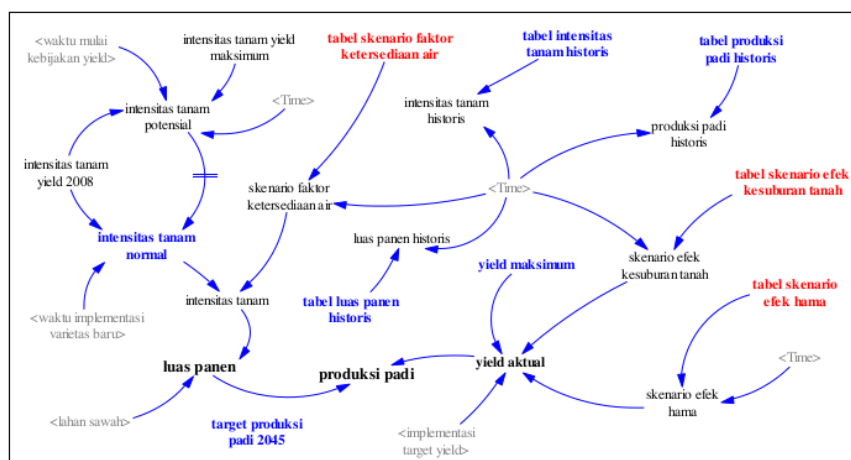 <waktu mulai
kebijakan yield>
intensitas tanam yield
maksimum
tabel skenario faktor
ketersediaan air
tabel intensitas
tanam historis
tabel produksi
padi historis
intensitas tanam
potensial
<Time>
intensitas tanam
historis
produksi padi
historis
intensitas tanam
yield 2008
skenario faktor
ketersediaan air
<Time>
tabel skenario efek
kesuburan tanah
intensitas tanam
normal
luas panen historis
yield maksimum
skenario efek
kesuburan tanah
intensitas tanam
tabel luas panen
historis
tabel skenario
efek hama
<waktu implementasi
varietas baru>
luas panen
produksi padi
yield aktual
<Time>
skenario efek
hama
<lahan sawah>
target produksi
padi 2045
<implementasi
target yield>